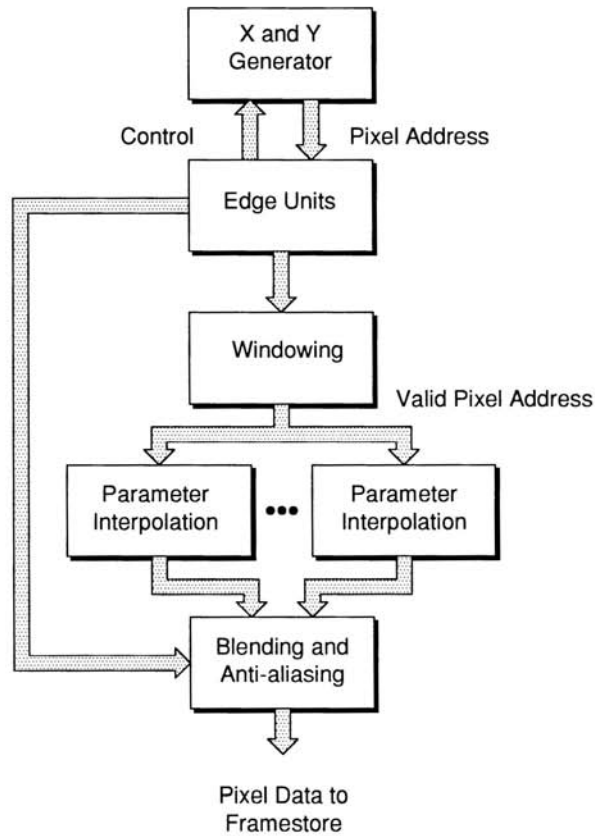 X and Y
Generator
Control
Pixel Address
Edge Units
Windowing
Valid Pixel Address
Parameter
Interpolation
Parameter
Interpolation
Blending and
Anti-aliasing
Pixel Data to
Framestore